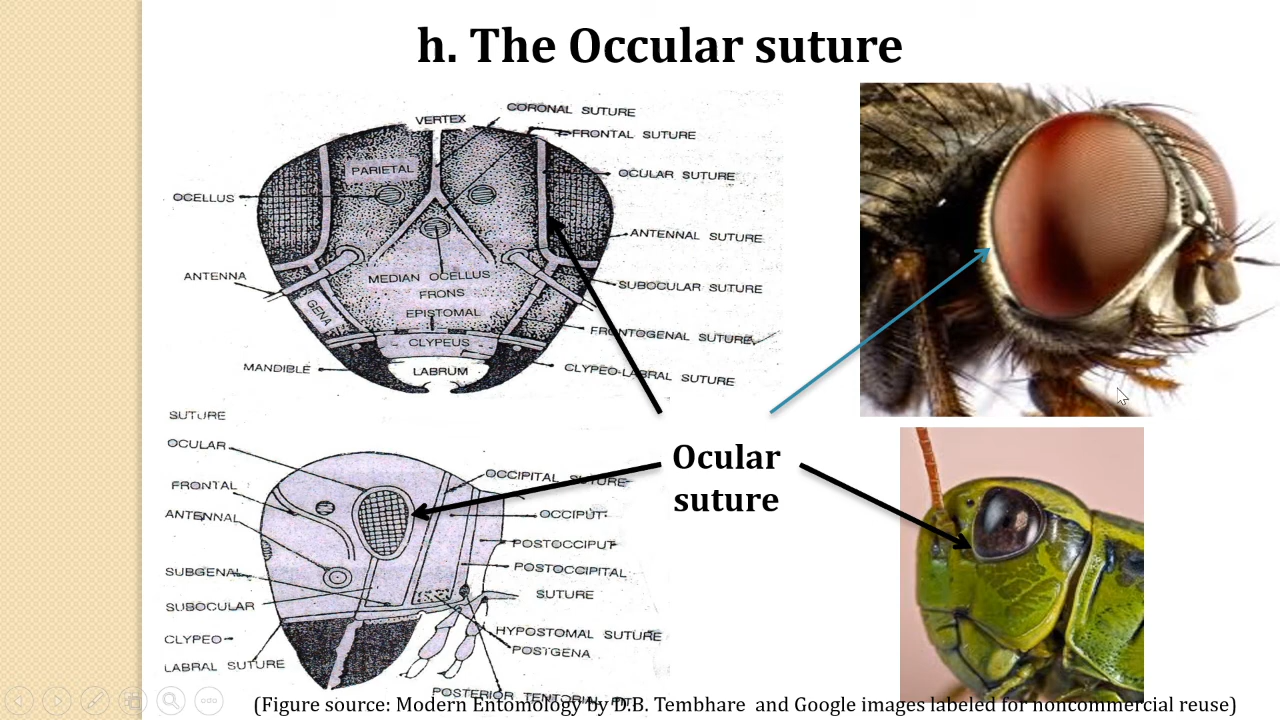 h. The Occular suture
CORONAL SUTURE
VERTEX
FRONTAL SUTURE
PARIETAL
OCULAR SUTURE
OCELLUS
ANTENNAL SUTURE
ANTENNA
MEDIAN OCELLUS
SUBOCULAR SUTURE
FRONS
GENA
EPISTOMAL
FRONTOGENAL SUTURE
CLYPEUS
MANDIBLE
LABRUM
CLYPEO-LABRAL SUTURE
SUTURE
OCULAR
Ocular
suture
OCCIPITAL SUTURE
FRONTAL
ANTENNAL
OCCIPUT
POSTOCCIPUT
SUBGENAL
POSTOCCIPITAL
SUTURE
SUBOCULAR
CLYPEO-
HYPOSTOMAL SUTURE
POSTGENA
LABRAL SUTURE
POSTERIOR TENTORIAL PIT
(Figure source: Modern Entomology by D.B. Tembhare and Google images labeled for noncommercial reuse)